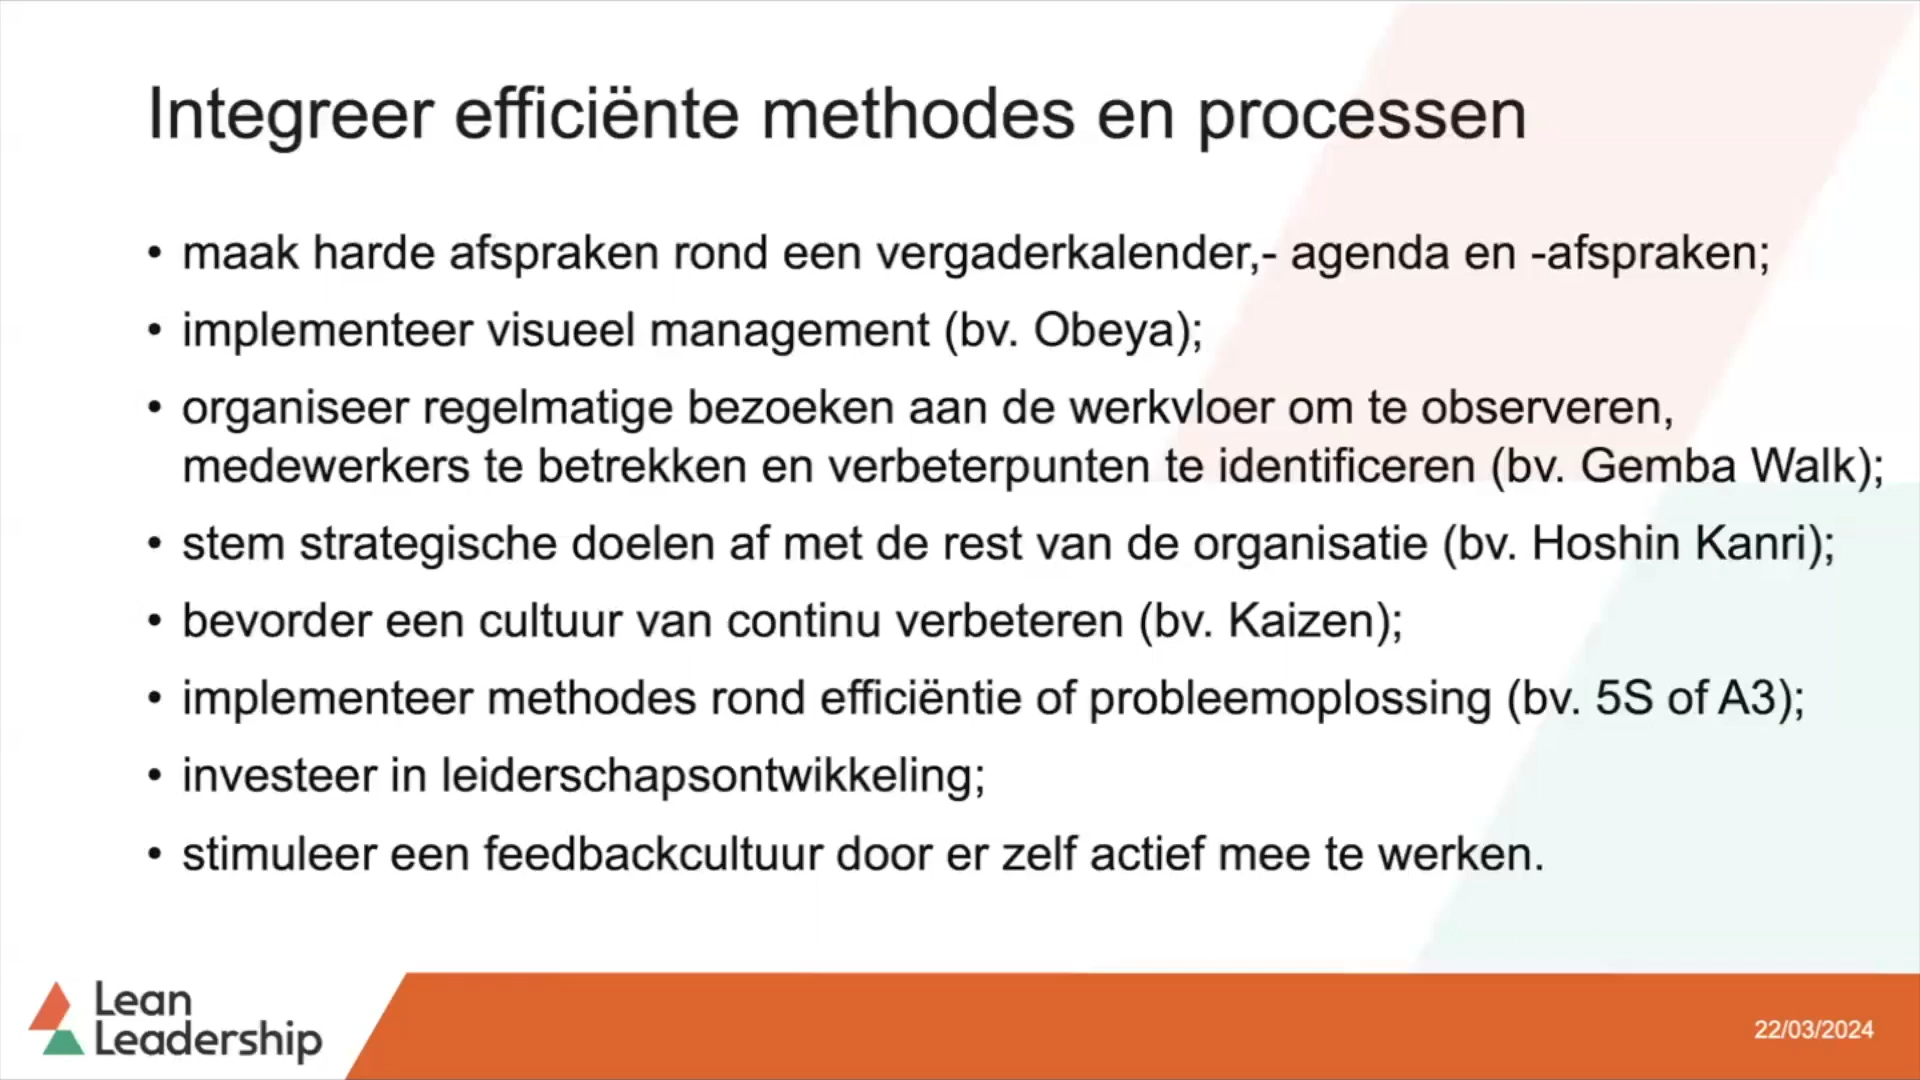 Integreer efficiënte methodes en processen
• maak harde afspraken rond een vergaderkalender,- agenda en -afspraken;
• implementeer visueel management (bv. Obeya);
• organiseer regelmatige bezoeken aan de werkvloer om te observeren,
medewerkers te betrekken en verbeterpunten te identificeren (bv. Gemba Walk);
• stem strategische doelen af met de rest van de organisatie (bv. Hoshin Kanri);
• bevorder een cultuur van continu verbeteren (bv. Kaizen);
• implementeer methodes rond efficiëntie of probleemoplossing (bv. 5S of A3);
• investeer in leiderschapsontwikkeling;
• stimuleer een feedbackcultuur door er zelf actief mee te werken.
Lean
Leadership
22/03/2024